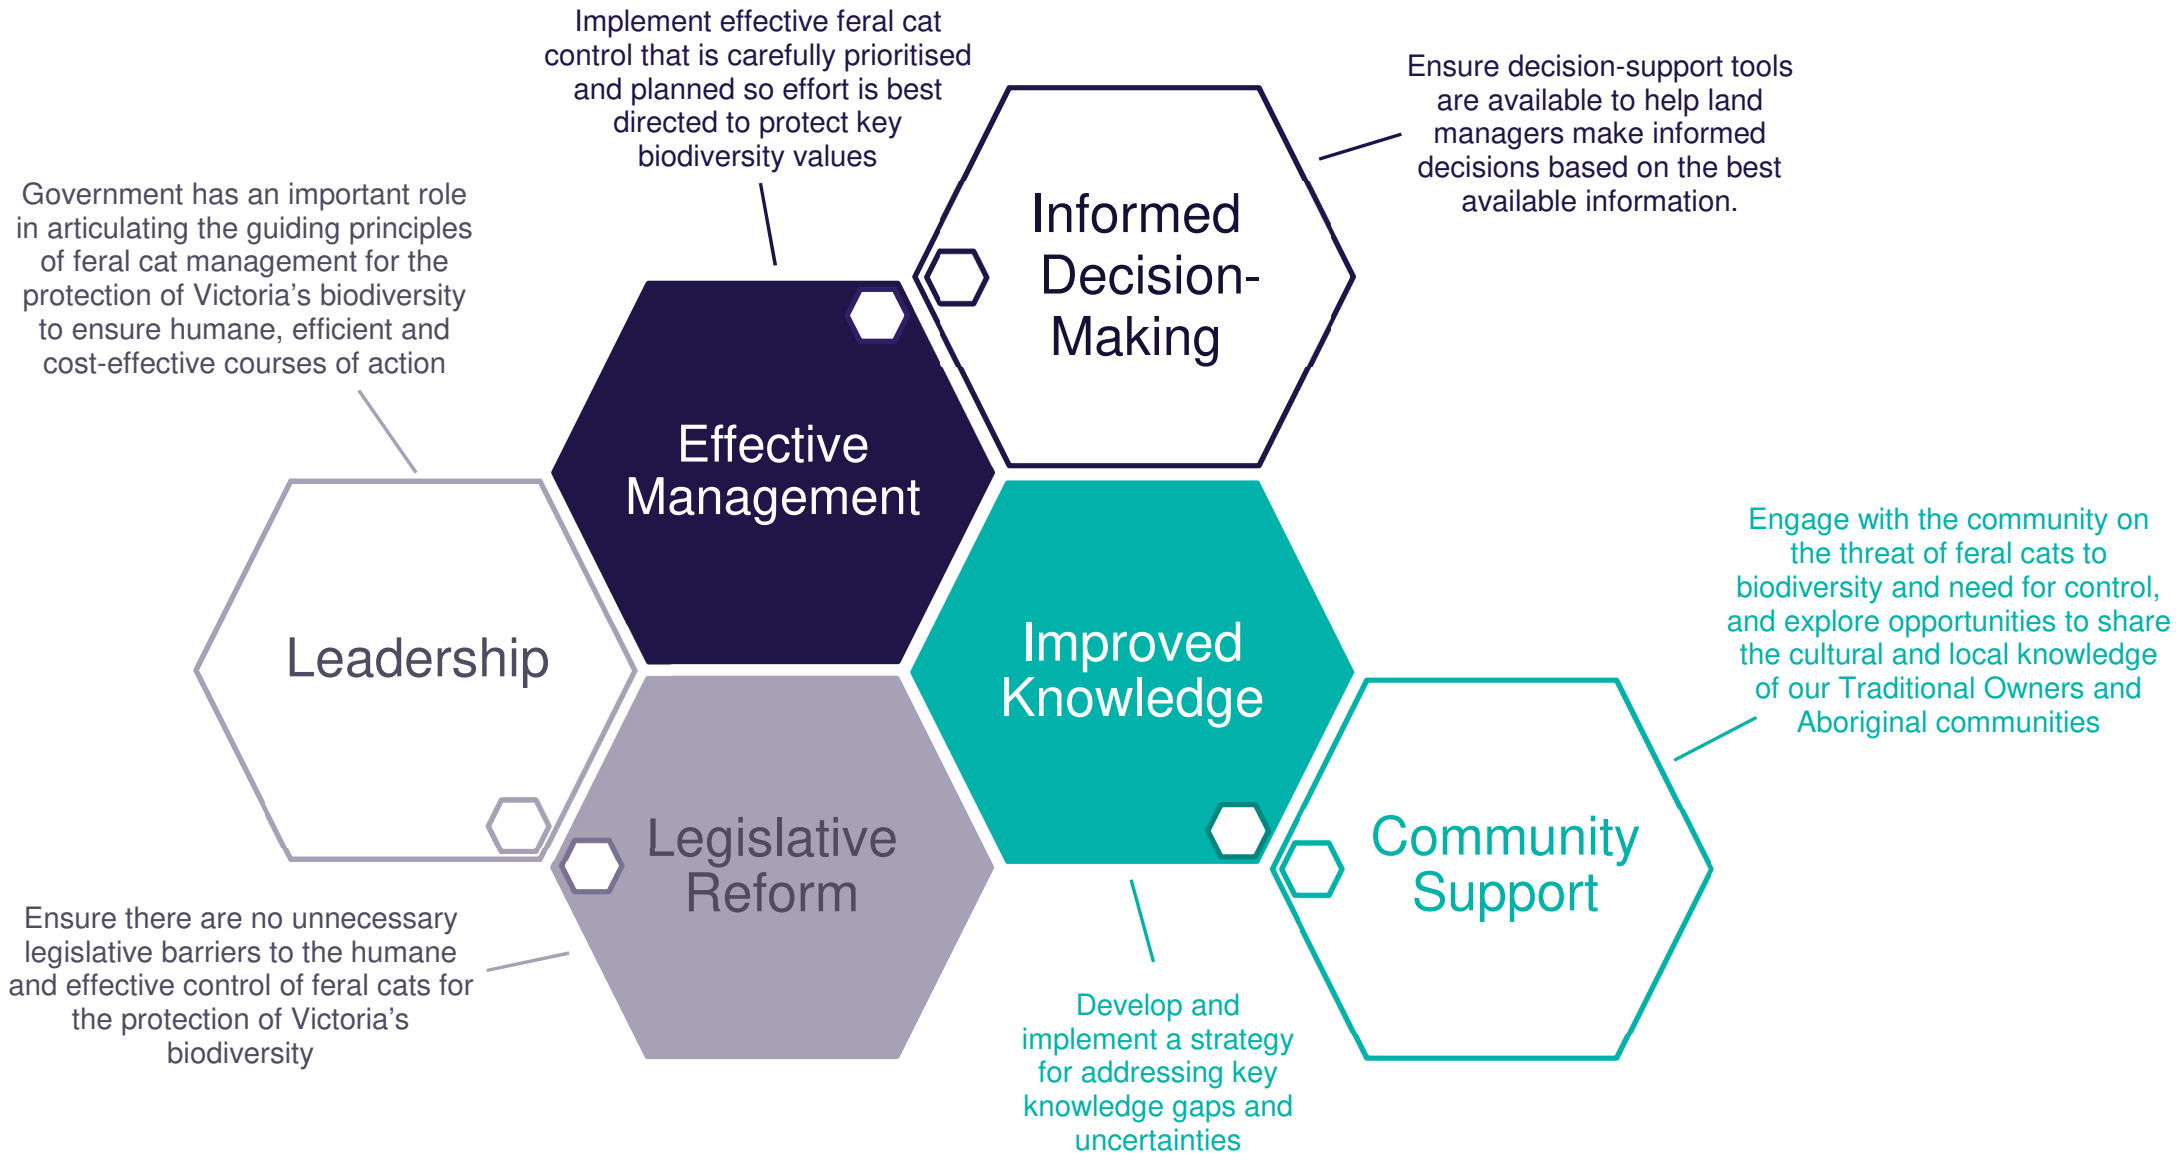 Implement effective feral cat
control that is carefully prioritised
and planned so effort is best
directed to protect key
biodiversity values
Ensure decision-support tools
are available to help land
managers make informed
decisions based on the best
available information.
Government has an important role
in articulating the guiding principles
of feral cat management for the
protection of Victoria’s biodiversity
to ensure humane, efficient and
cost-effective courses of action
Informed
Decision-
Making
Effective
Management
Leadership
Improved
Knowledge
Engage with the community on
the threat of feral cats to
biodiversity and need for control,
and explore opportunities to share
the cultural and local knowledge
of our Traditional Owners and
Aboriginal communities
Legislative
Reform
Community
Support
Ensure there are no unnecessary
legislative barriers to the humane
and effective control of feral cats for
the protection of Victoria’s
biodiversity
Develop and
implement a strategy
for addressing key
knowledge gaps and
uncertainties